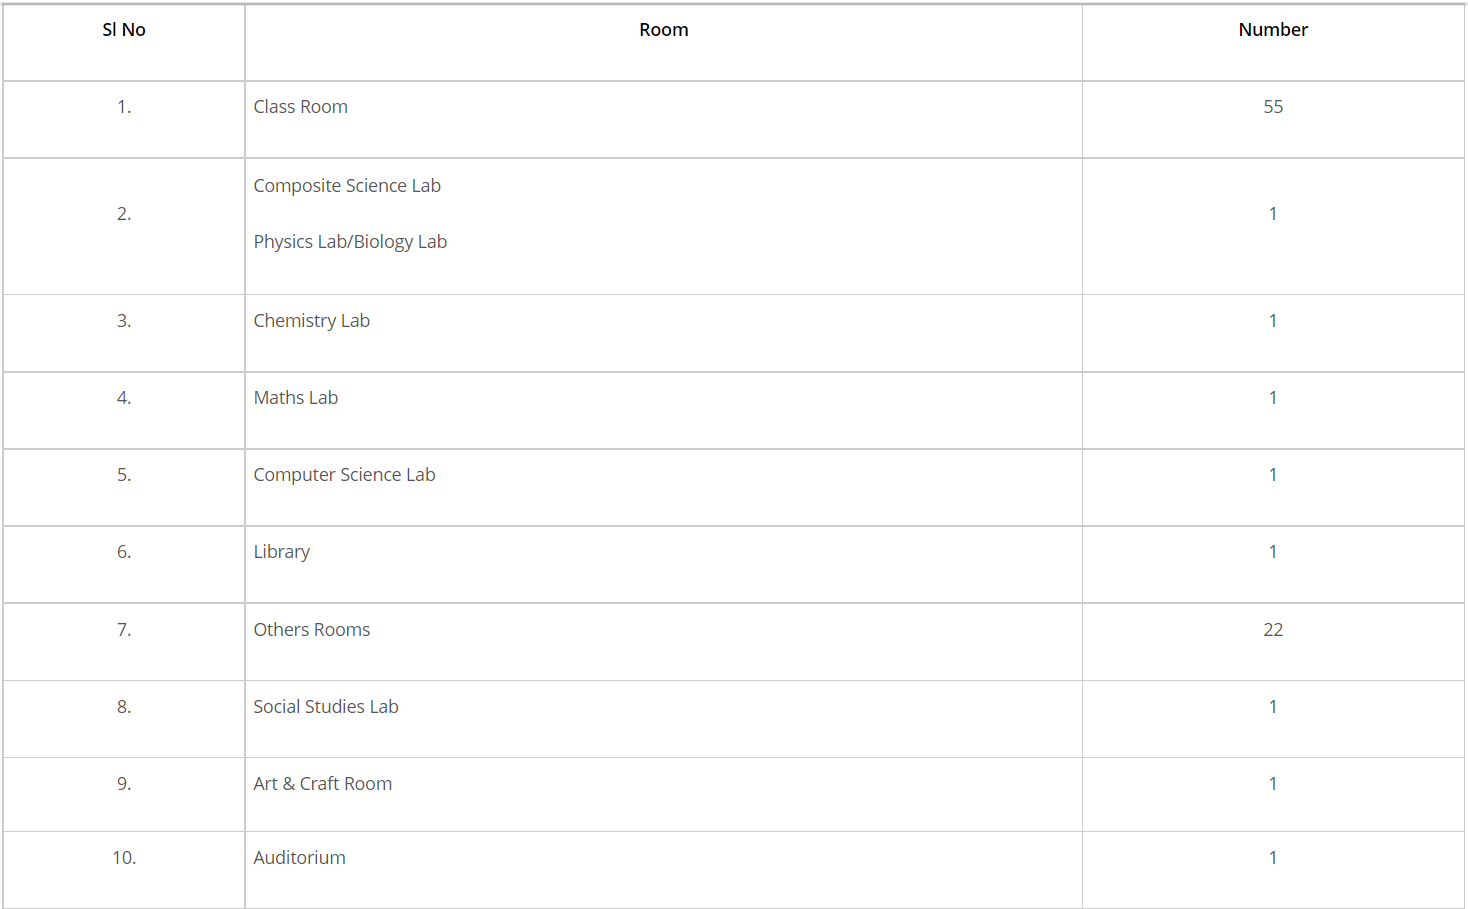 Sl No Room Number
1. Class Room 55
Composite Science Lab
2. 1
Physics Lab/Biology Lab
3. Chemistry Lab 1
4. Maths Lab 1
5. Computer Science Lab 1
6. Library 1
7. Others Rooms 22
8. Social Studies Lab 1
9. Art & Craft Room 1
10. Auditorium 1